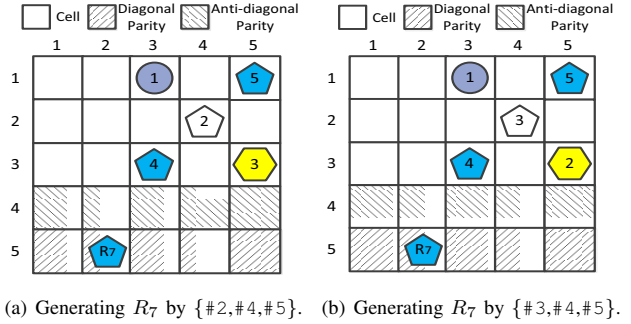 Cell Diagonal Parity Anti-diagonal Parity
1 2 3 4 5
1 1 5
2 2
3 4 3
4
5 R7
(a) Generating R7 by {#2,#4,#5}.
Cell Diagonal Parity Anti-diagonal Parity
1 2 3 4 5
1 1 5
2 3
3 4 2
4
5 R7
(b) Generating R7 by {#3,#4,#5}.